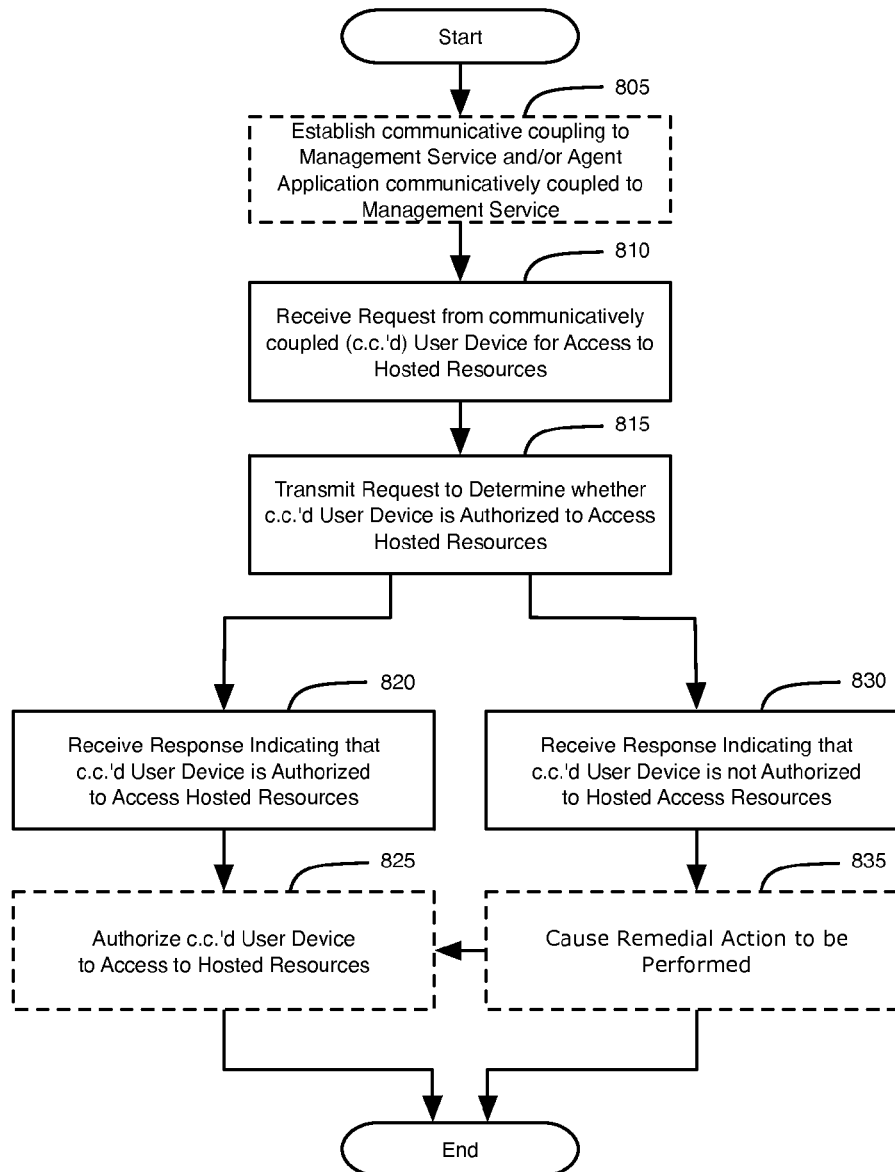 Start
805
Establish communicative coupling to
Management Service and/or Agent
Application communicatively coupled to
Management Service
810
Receive Request from communicatively
coupled (c.c.'d) User Device for Access to
Hosted Resources
815
Transmit Request to Determine whether
c.c.'d User Device is Authorized to Access
Hosted Resources
820
Receive Response Indicating that
c.c.'d User Device is Authorized
to Access Hosted Resources
830
Receive Response Indicating that
c.c.'d User Device is not Authorized
to Hosted Access Resources
825
Authorize c.c.'d User Device
to Access to Hosted Resources
835
Cause Remedial Action to be
Performed
End